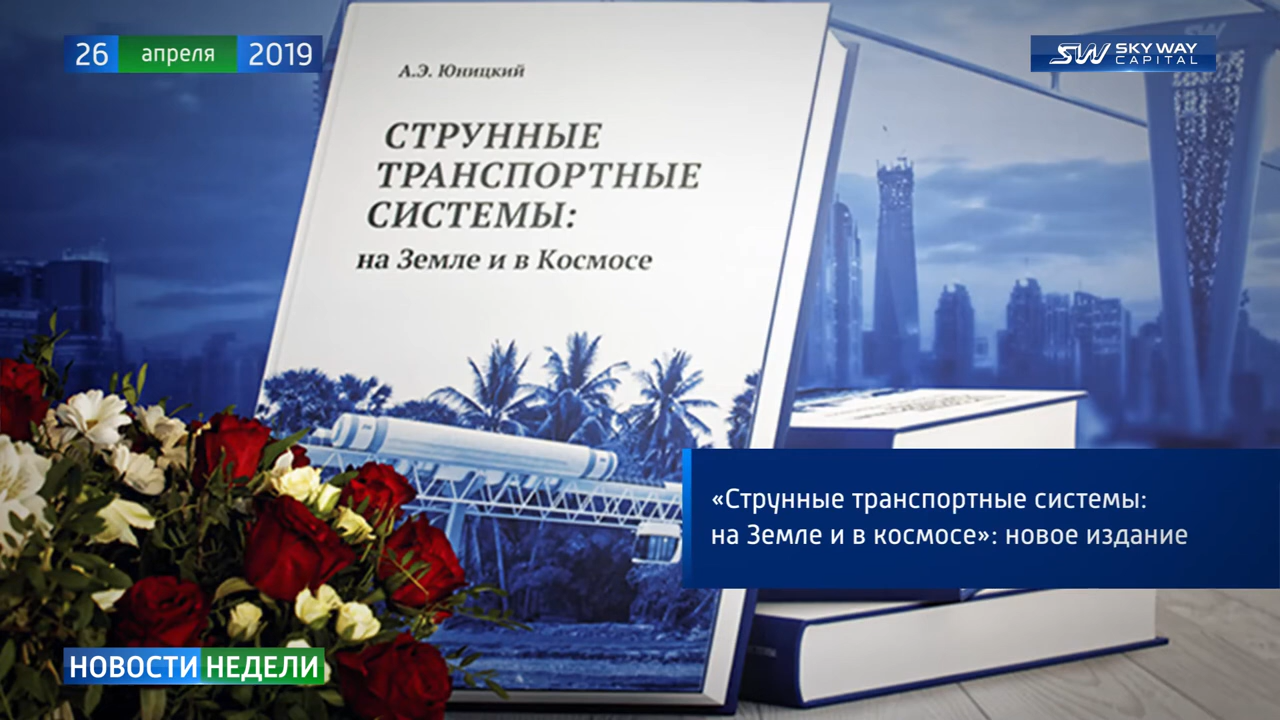 26 апреля 2019
SW SKY WAY
CAPITAL
А.Э. Юницкий
СТРУННЫЕ
ТРАНСПОРТНЫЕ
СИСТЕМЫ:
на Земле и в Космосе
«Струнные транспортные системы:
на Земле и в космосе»: новое издание
НОВОСТИ НЕДЕЛИ